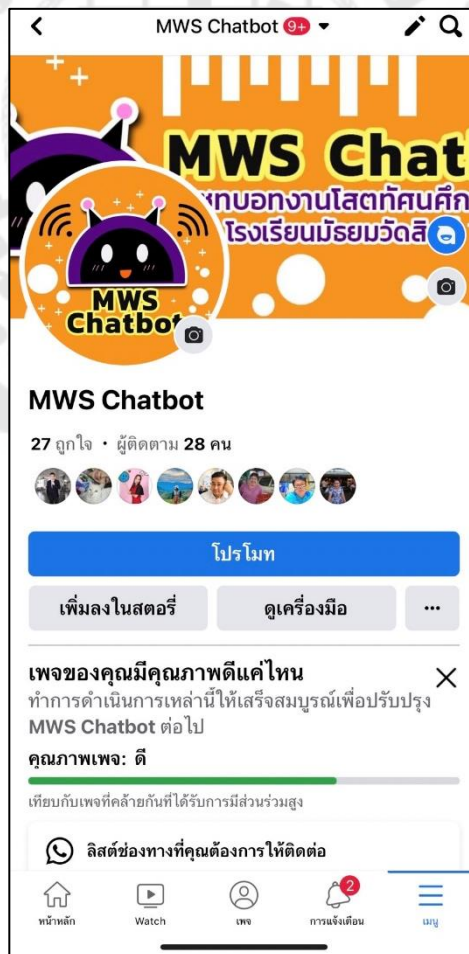 MWS Chatbot 9+
MWS Chat
ชทบอทงานโสตทัศนศึก
โรงเรียนมัธยมวัดสิ
MWS
Chatbot
MWS Chatbot
27 ถูกใจ • ผู้ติดตาม 28 คน
โปรโมท
เพิ่มลงในสตอรี่ ดูเครื่องมือ ...
เพจของคุณมีคุณภาพดีแค่ไหน
ทำการดำเนินการเหล่านี้ให้เสร็จสมบูรณ์เพื่อปรับปรุง
MWS Chatbot ต่อไป
คุณภาพเพจ: ดี
เทียบกับเพจที่คล้ายกันที่ได้รับการมีส่วนร่วมสูง
ลิสต์ช่องทางที่คุณต้องการให้ติดต่อ
2
หน้าหลัก Watch เพจ การแจ้งเตือน เมนู